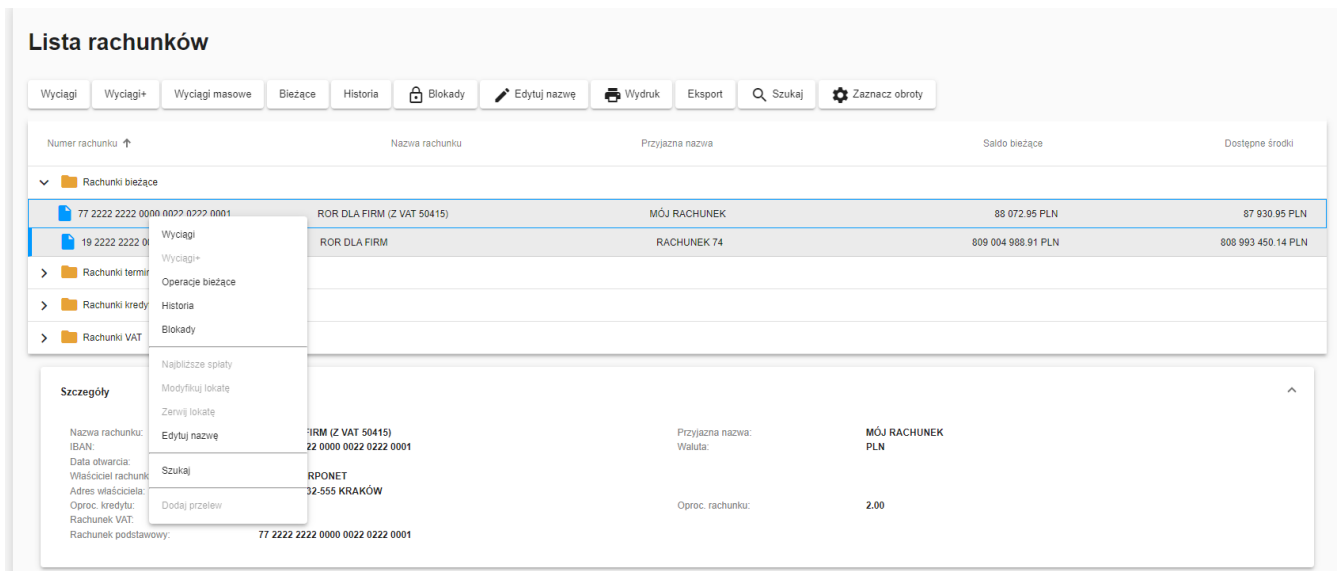 Lista rachunków
Wyciągi Wyciągi+ Wyciągi masowe Bieżące Historia Blokady Edytuj nazwę Wydruk Eksport Szukaj Zaznacz obroty
Numer rachunku Nazwa rachunku Przyjazna nazwa Saldo bieżące Dostępne środki
Rachunki bieżące
77 2222 2222 0000 0022 0222 0001 ROR DLA FIRM (Z VAT 50415) MÓJ RACHUNEK 88 072.95 PLN 87 930.95 PLN
19 2222 2222 ROR DLA FIRM RACHUNEK 74 809 004 988.91 PLN 808 993 450.14 PLN
Rachunki
Rachunki
Rachunki VAT
Wyciągi
Wyciągi+
Operacje bieżące
Historia
Blokady
Najbliższe spłaty
Modyfikuj lokatę
Zerwij lokatę
Edytuj nazwę
Szukaj
Dodaj przelew
Szczegóły
Nazwa rachunku: (Z VAT 50415) Przyjazna nazwa: MÓJ RACHUNEK
IBAN: 0000 0022 0222 0001 Waluta: PLN
Data otwarcia:
Właściciel
Adres właściciela: 32-555 KRAKÓW
Oproc. kredytu: Oproc. rachunku: 2.00
Rachunek VAT:
Rachunek podstawowy: 77 2222 2222 0000 0022 0222 0001